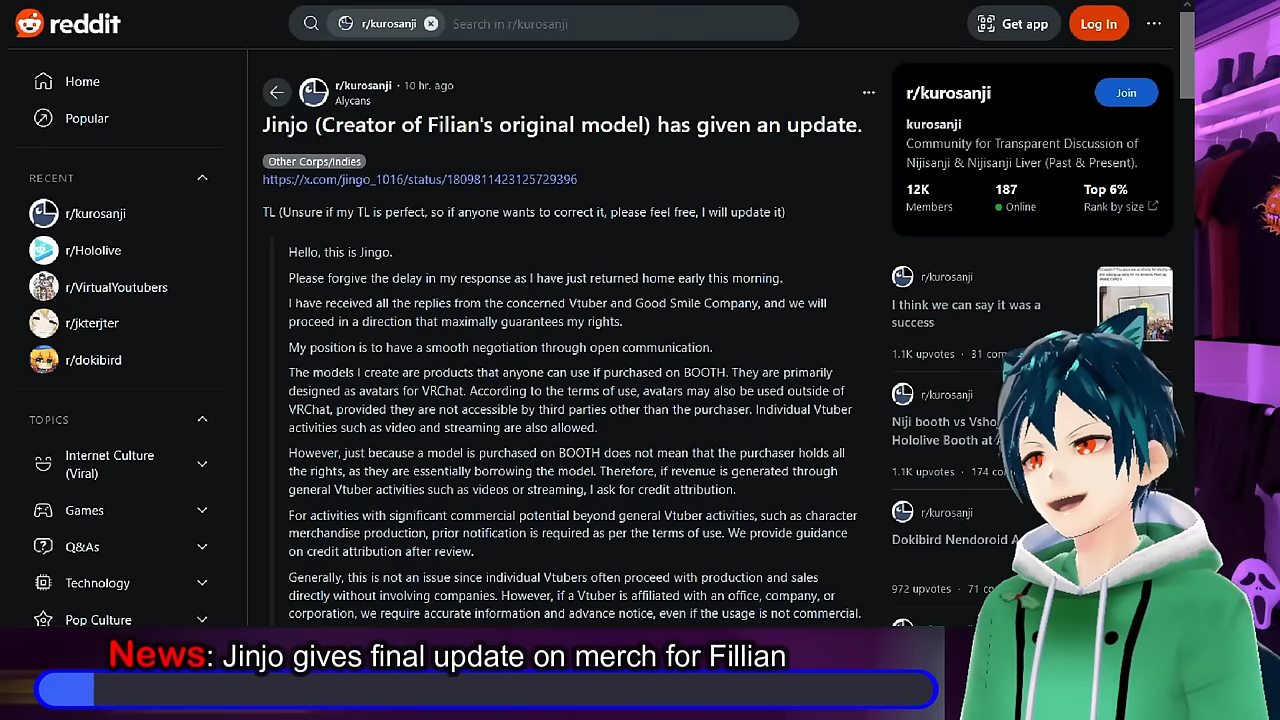 reddit
r/kurosanji
Search in r/kurosanji
Get app
Log In
Home
Popular
RECENT
r/kurosanji
r/Hololive
r/VirtualYoutubers
r/jkterjter
r/dokibird
TOPICS
Internet Culture
(Viral)
Games
Q&As
Technology
Pop Culture
r/kurosanji · 10 hr. ago
Alycans
Jinjo (Creator of Filian's original model) has given an update.
Other Corps/Indies
https://x.com/jingo_1016/status/1809811423125729396
TL (Unsure if my TL is perfect, so if anyone wants to correct it, please feel free, I will update it)
Hello, this is Jingo.
Please forgive the delay in my response as I have just returned home early this morning.
I have received all the replies from the concerned Vtuber and Good Smile Company, and we will
proceed in a direction that maximally guarantees my rights.
My position is to have a smooth negotiation through open communication.
The models I create are products that anyone can use if purchased on BOOTH. They are primarily
designed as avatars for VRChat. According to the terms of use, avatars may also be used outside of
VRChat, provided they are not accessible by third parties other than the purchaser. Individual Vtuber
activities such as video and streaming are also allowed.
However, just because a model is purchased on BOOTH does not mean that the purchaser holds all
the rights, as they are essentially borrowing the model. Therefore, if revenue is generated through
general Vtuber activities such as videos or streaming, I ask for credit attribution.
For activities with significant commercial potential beyond general Vtuber activities, such as character
merchandise production, prior notification is required as per the terms of use. We provide guidance
on credit attribution after review.
Generally, this is not an issue since individual Vtubers often proceed with production and sales
directly without involving companies. However, if a Vtuber is affiliated with an office, company, or
corporation, we require accurate information and advance notice, even if the usage is not commercial.
r/kurosanji
Join
kurosanji
Community for Transparent Discussion of
Nijisanji & Nijisanji Liver (Past & Present).
12K
187
Top 6%
Members
Online
Rank by size
r/kurosanji
I think we can say it was a
success
1.1K upvotes · 31 com
r/kurosanji
Niji booth vs Vsho
Hololive Booth at A
1.1K upvotes · 174 com
r/kurosanji
Dokibird Nendoroid A
972 upvotes · 71 co
News: Jinjo gives final update on merch for Fillian